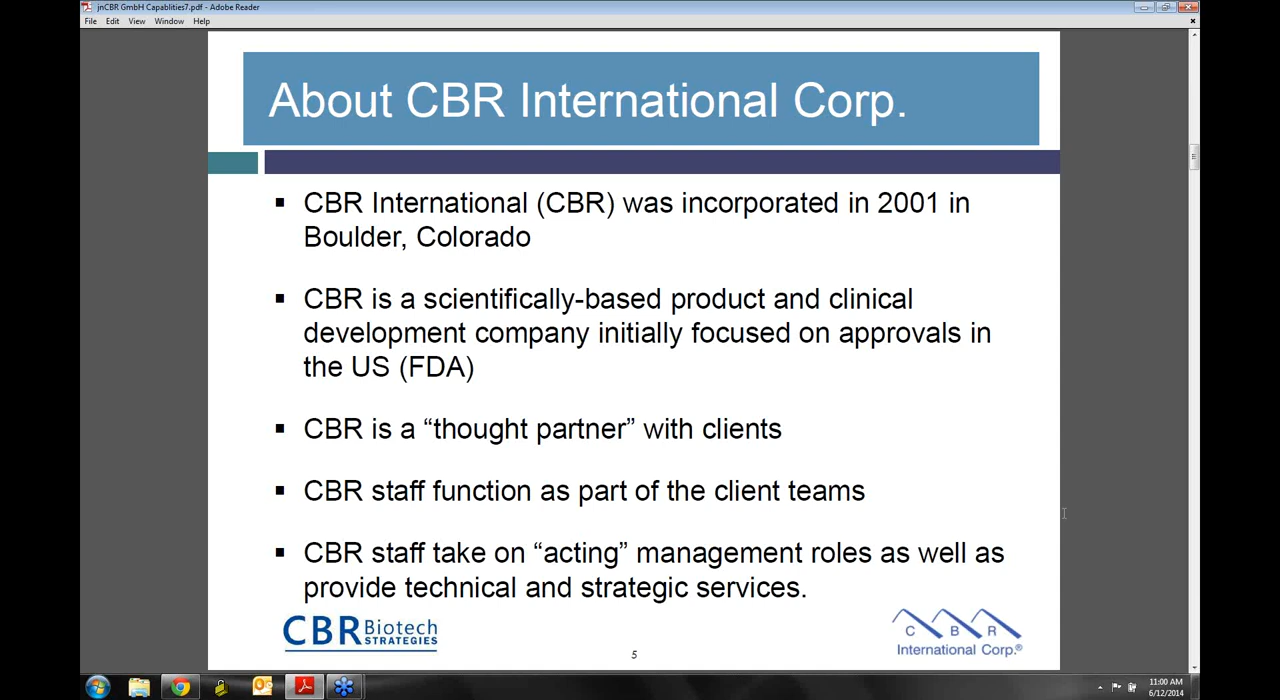 jnCBR GmbH Capablities7.pdf - Adobe Reader
File Edit View Window Help
About CBR International Corp.
▪ CBR International (CBR) was incorporated in 2001 in
Boulder, Colorado
▪ CBR is a scientifically-based product and clinical
development company initially focused on approvals in
the US (FDA)
▪ CBR is a “thought partner” with clients
▪ CBR staff function as part of the client teams
▪ CBR staff take on “acting” management roles as well as
provide technical and strategic services.
CBR Biotech
STRATEGIES
C B R
International Corp.®
5
11:00 AM
6/12/2014